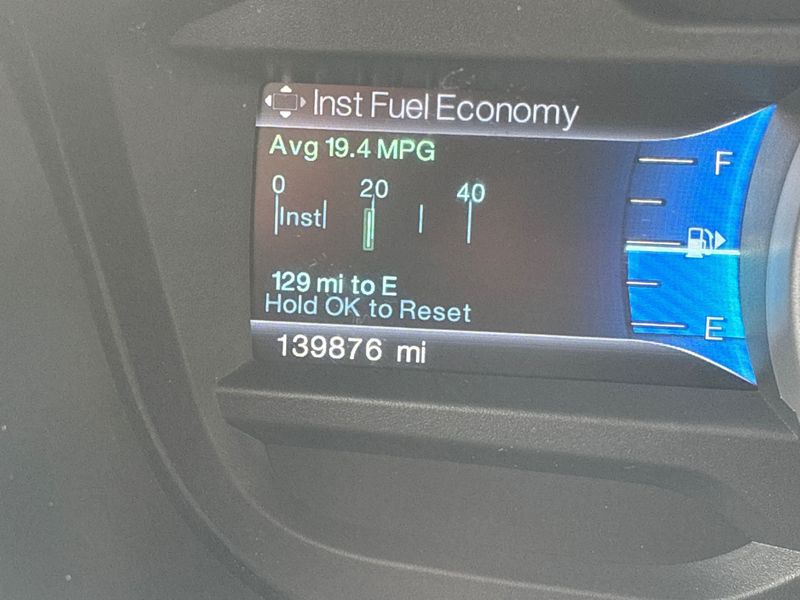 Inst Fuel Economy
Avg 19.4 MPG
0 20 40
Inst
F
129 mi to E
Hold OK to Reset
E
139876 mi